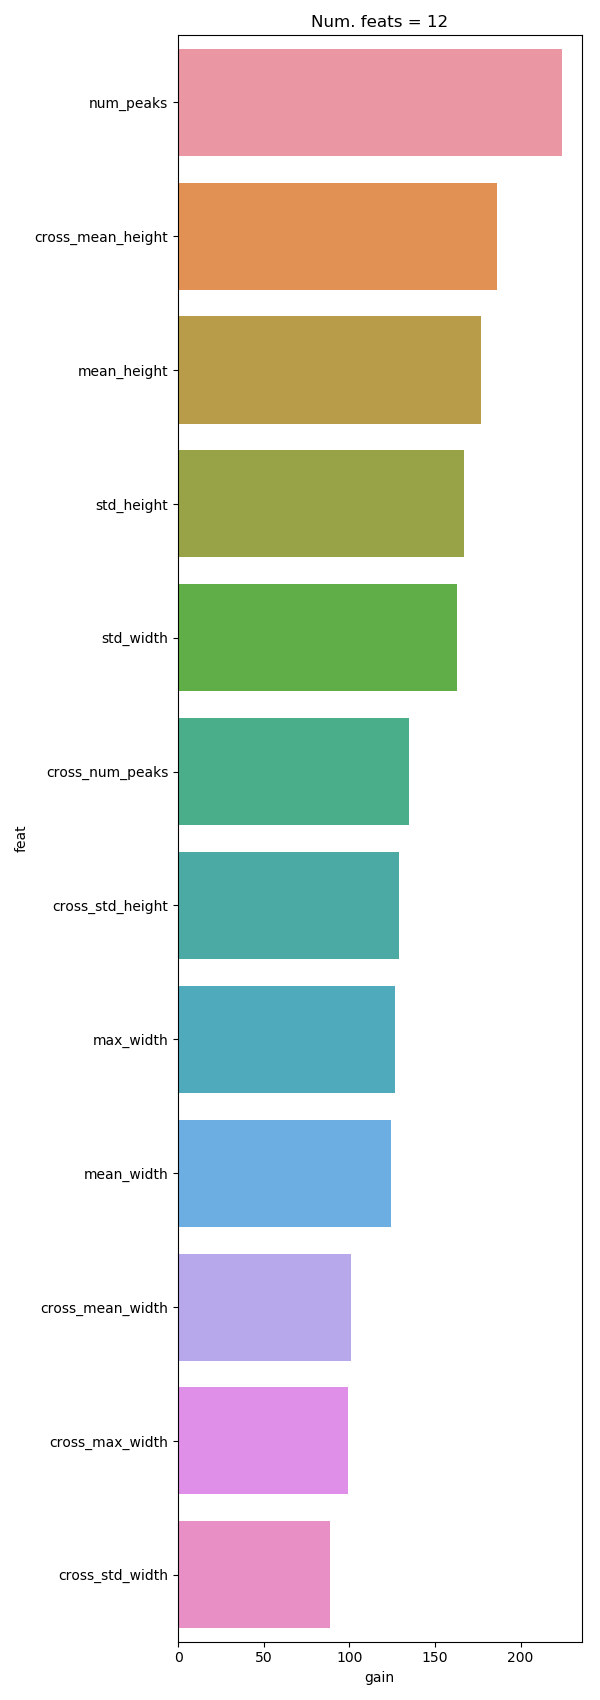 Num. feats = 12
num_peaks
cross_mean_height
mean_height
std_height
std_width
cross_num_peaks
feat
cross_std_height
max_width
mean_width
cross_mean_width
cross_max_width
cross_std_width
0 50 100 150 200
gain